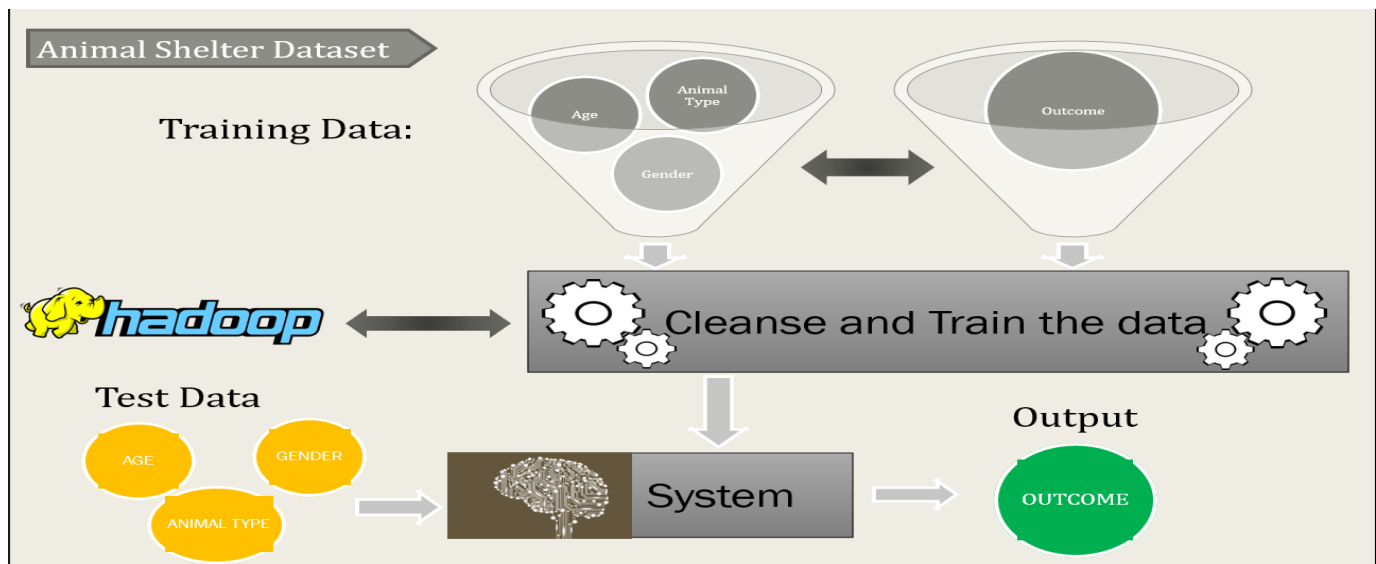 Animal Shelter Dataset
Training Data:
Age
Animal
Type
Gender
Outcome
hadoop
Cleanse and Train the data
Test Data
AGE
GENDER
ANIMAL TYPE
System
Output
OUTCOME